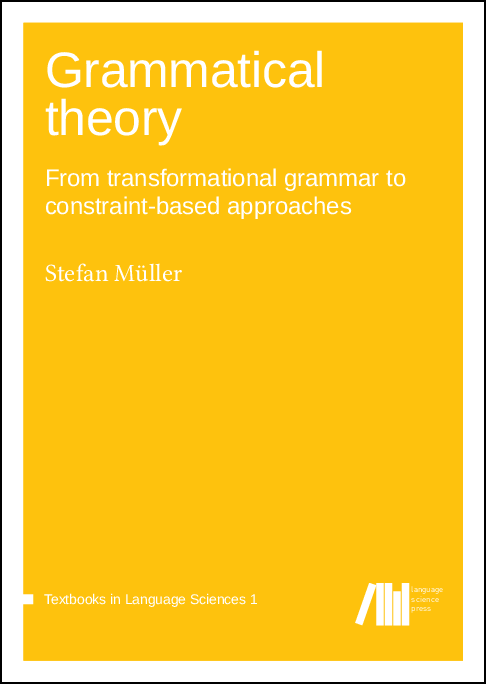 Grammatical
theory
From transformational grammar to
constraint-based approaches
Stefan Müller
Textbooks in Language Sciences 1
language
science
press